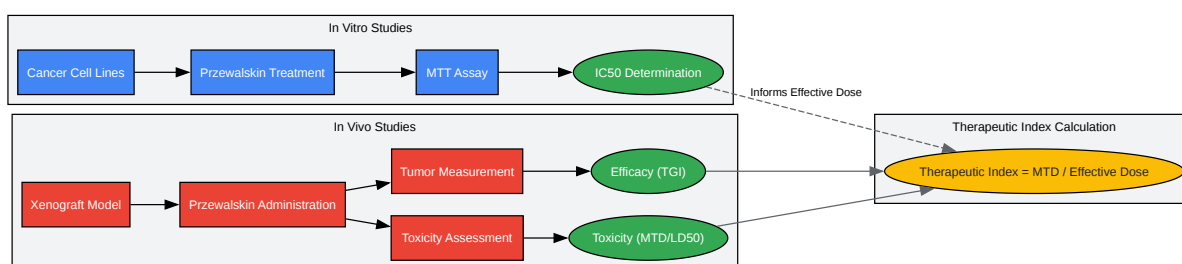 In Vitro Studies
Cancer Cell Lines
Przewalskin Treatment
MTT Assay
IC50 Determination
Informs Effective Dose
In Vivo Studies
Xenograft Model
Przewalskin Administration
Tumor Measurement
Efficacy (TGI)
Toxicity Assessment
Toxicity (MTD/LD50)
Therapeutic Index Calculation
Therapeutic Index = MTD / Effective Dose